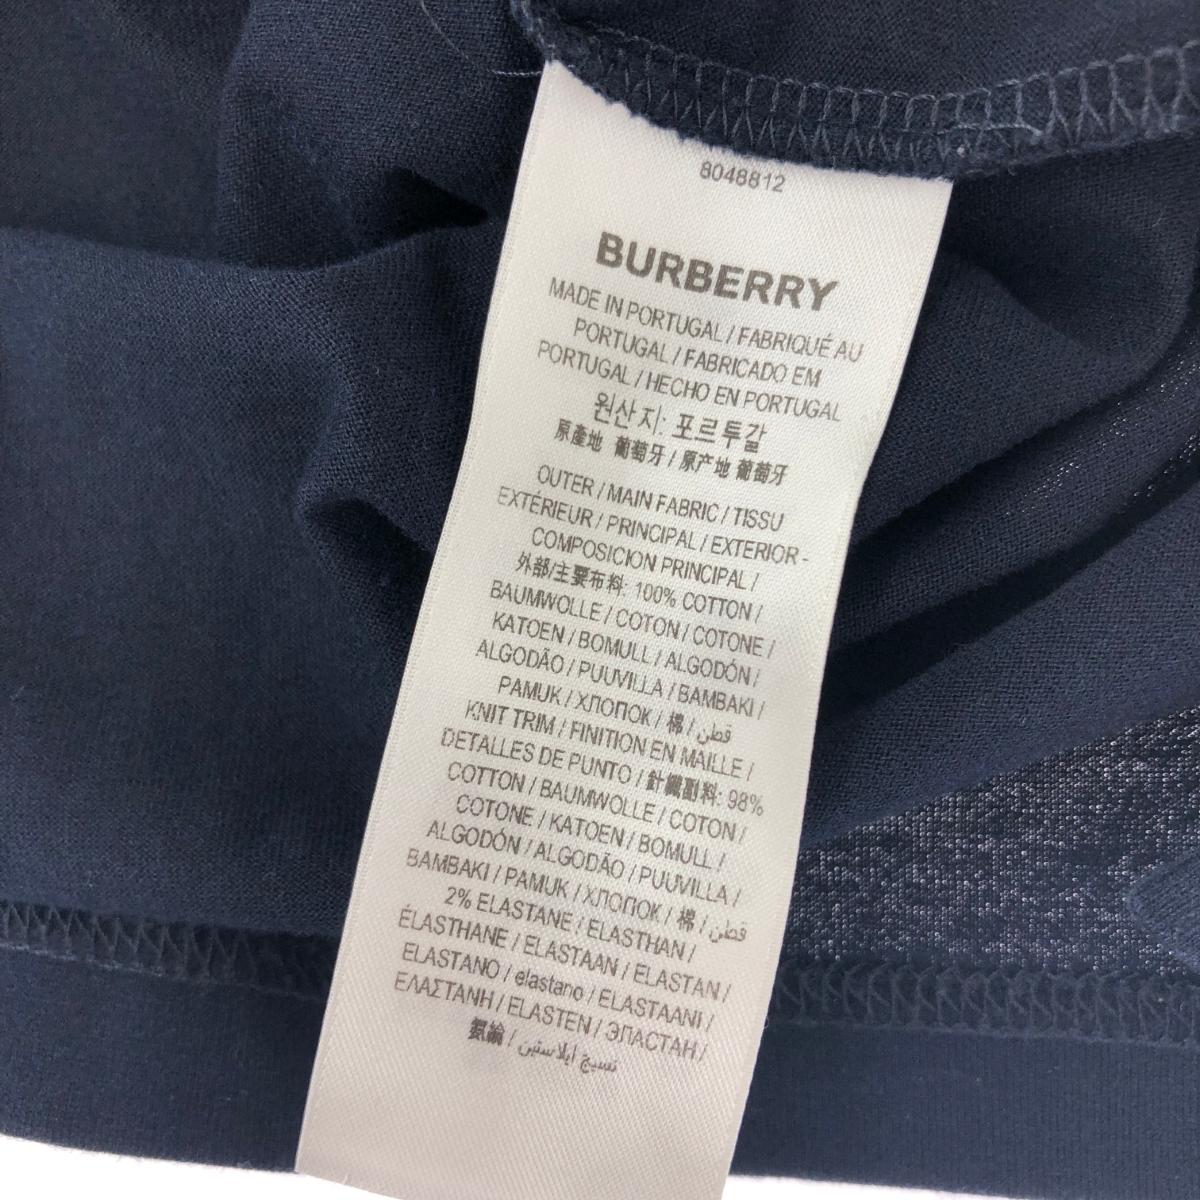 8048812
BURBERRY
MADE IN PORTUGAL / FABRIQUÉ AU
PORTUGAL / FABRICADO EM
PORTUGAL / HECHO EN PORTUGAL
원산지: 포르투갈
原產地 葡萄牙 / 原产地 葡萄牙
OUTER / MAIN FABRIC / TISSU
EXTÉRIEUR / PRINCIPAL / EXTERIOR -
COMPOSICION PRINCIPAL /
外部/主要布料: 100% COTTON /
BAUMWOLLE / COTON / COTONE /
KATOEN / BOMULL / ALGODÓN /
ALGODÃO / PUUVILLA / BAMBAKI /
PAMUK / ХЛОПОК / 棉 / قطن
KNIT TRIM / FINITION EN MAILLE /
DETALLES DE PUNTO / 針織副料: 98%
COTTON / BAUMWOLLE / COTON /
COTONE / KATOEN / BOMULL /
ALGODÓN / ALGODÃO / PUUVILLA /
BAMBAKI / PAMUK / ХЛОПОК / 棉 / قطن
2% ELASTANE / ELASTHAN /
ÉLASTHANE / ELASTAAN / ELASTAN /
ELASTANO / elastano / ELASTAANI /
ΕΛΑΣΤΑΝΗ / ELASTEN / ЭЛАСТАН /
氨綸 / نسيج ايلاستين